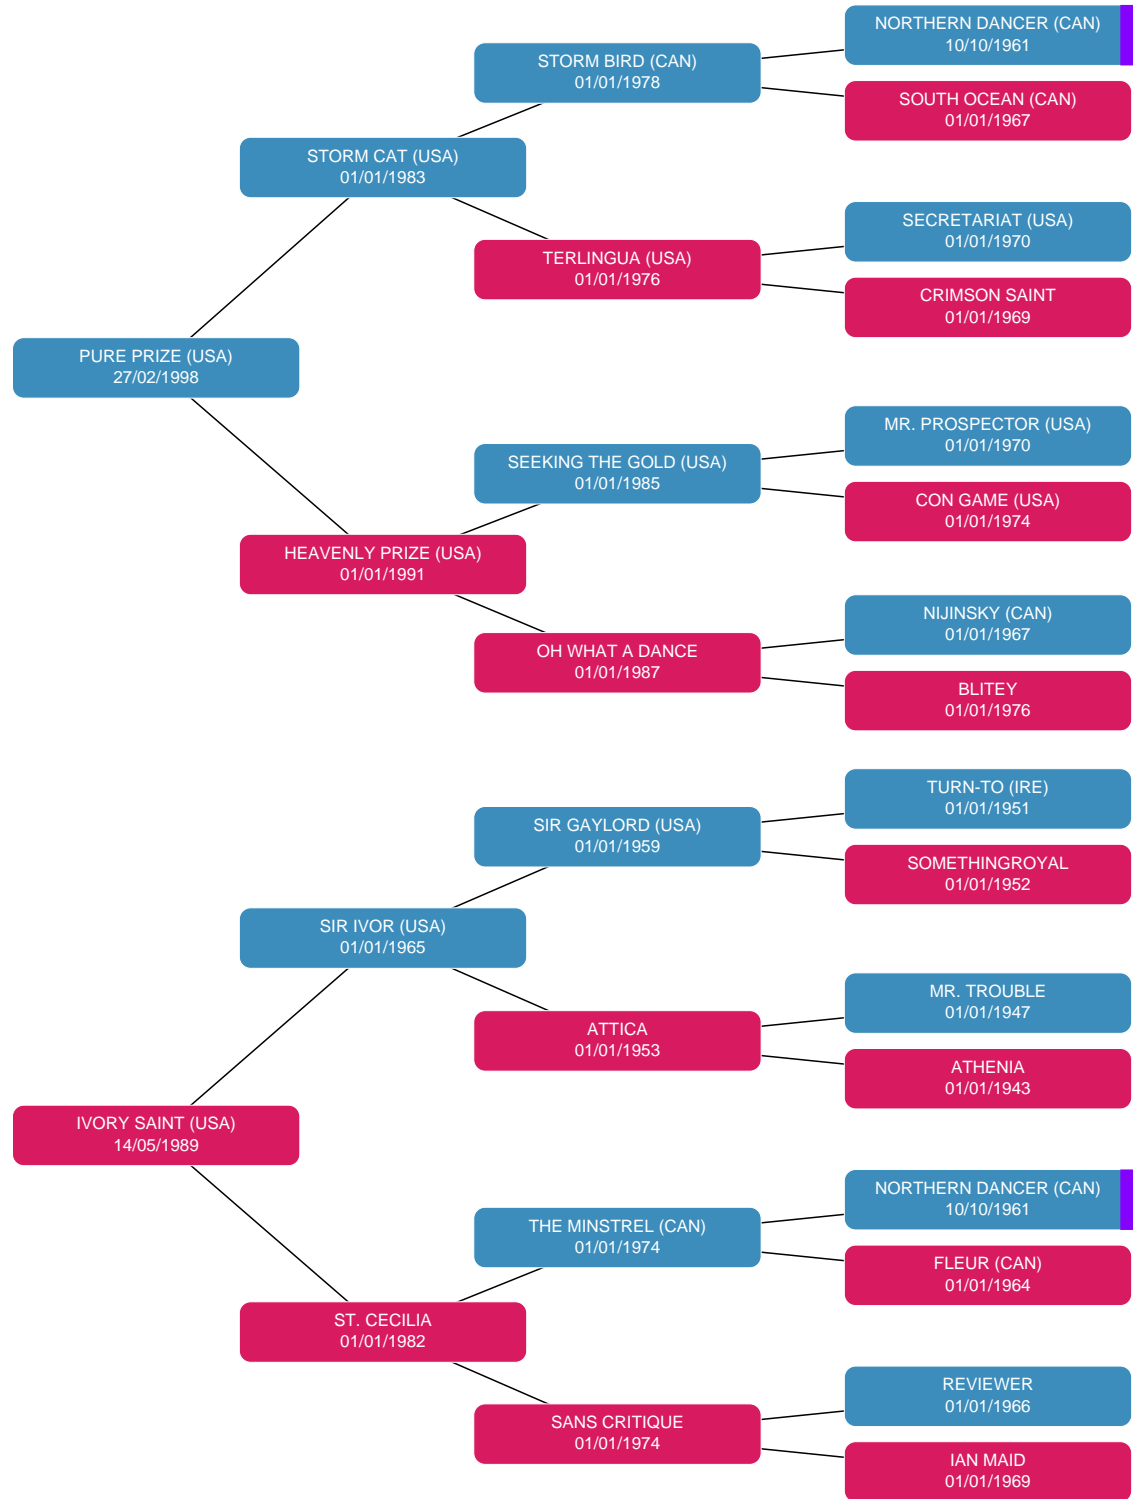 NORTHERN DANCER (CAN)
10/10/1961
STORM BIRD (CAN)
01/01/1978
SOUTH OCEAN (CAN)
01/01/1967
STORM CAT (USA)
01/01/1983
SECRETARIAT (USA)
01/01/1970
TERLINGUA (USA)
01/01/1976
CRIMSON SAINT
01/01/1969
PURE PRIZE (USA)
27/02/1998
MR. PROSPECTOR (USA)
01/01/1970
SEEKING THE GOLD (USA)
01/01/1985
CON GAME (USA)
01/01/1974
HEAVENLY PRIZE (USA)
01/01/1991
NIJINSKY (CAN)
01/01/1967
OH WHAT A DANCE
01/01/1987
BLITEY
01/01/1976
TURN-TO (IRE)
01/01/1951
SIR GAYLORD (USA)
01/01/1959
SOMETHINGROYAL
01/01/1952
SIR IVOR (USA)
01/01/1965
MR. TROUBLE
01/01/1947
ATTICA
01/01/1953
ATHENIA
01/01/1943
IVORY SAINT (USA)
14/05/1989
NORTHERN DANCER (CAN)
10/10/1961
THE MINSTREL (CAN)
01/01/1974
FLEUR (CAN)
01/01/1964
ST. CECILIA
01/01/1982
REVIEWER
01/01/1966
SANS CRITIQUE
01/01/1974
IAN MAID
01/01/1969